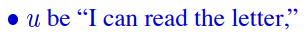 • u be “I can read the letter,”